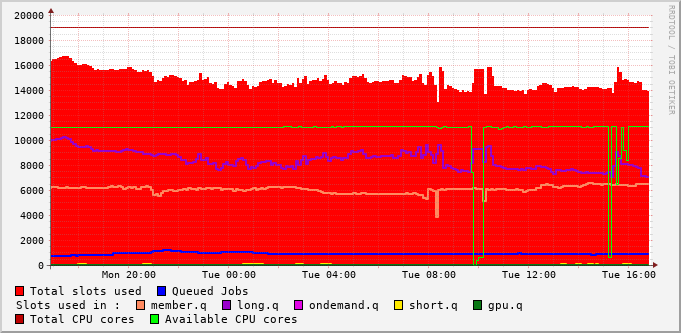 20000
18000
16000
14000
12000
10000
8000
6000
4000
2000
0
Mon 20:00 Tue 00:00 Tue 04:00 Tue 08:00 Tue 12:00 Tue 16:00
RRDTOOL / TOBI OETIKER
Total slots used Queued Jobs
Slots used in : member.q long.q ondemand.q short.q gpu.q
Total CPU cores Available CPU cores